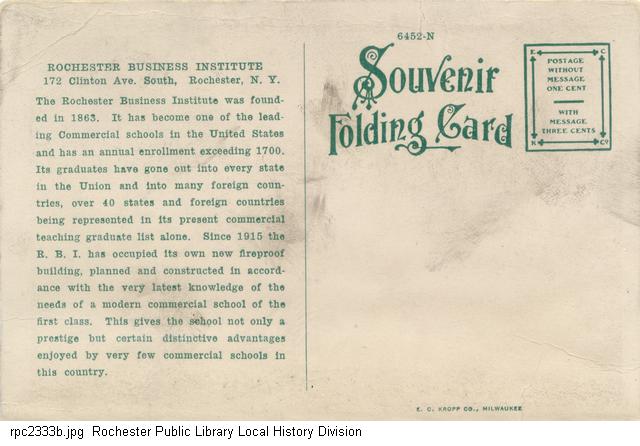 6452-N
ROCHESTER BUSINESS INSTITUTE
172 Clinton Ave. South, Rochester, N. Y.
The Rochester Business Institute was found-
ed in 1863. It has become one of the lead-
ing Commercial schools in the United States
and has an annual enrollment exceeding 1700.
Its graduates have gone out into every state
in the Union and into many foreign coun-
tries, over 40 states and foreign countries
being represented in its present commercial
teaching graduate list alone. Since 1915 the
R. B. I. has occupied its own new fireproof
building, planned and constructed in accord-
ance with the very latest knowledge of the
needs of a modern commercial school of the
first class. This gives the school not only a
prestige but certain distinctive advantages
enjoyed by very few commercial schools in
this country.
Souvenir
Folding Card
E. C.
POSTAGE
WITHOUT
MESSAGE
ONE CENT
WITH
MESSAGE
THREE CENTS
K Co
E. C. KROPP CO., MILWAUKEE
rpc2333b.jpg Rochester Public Library Local History Division